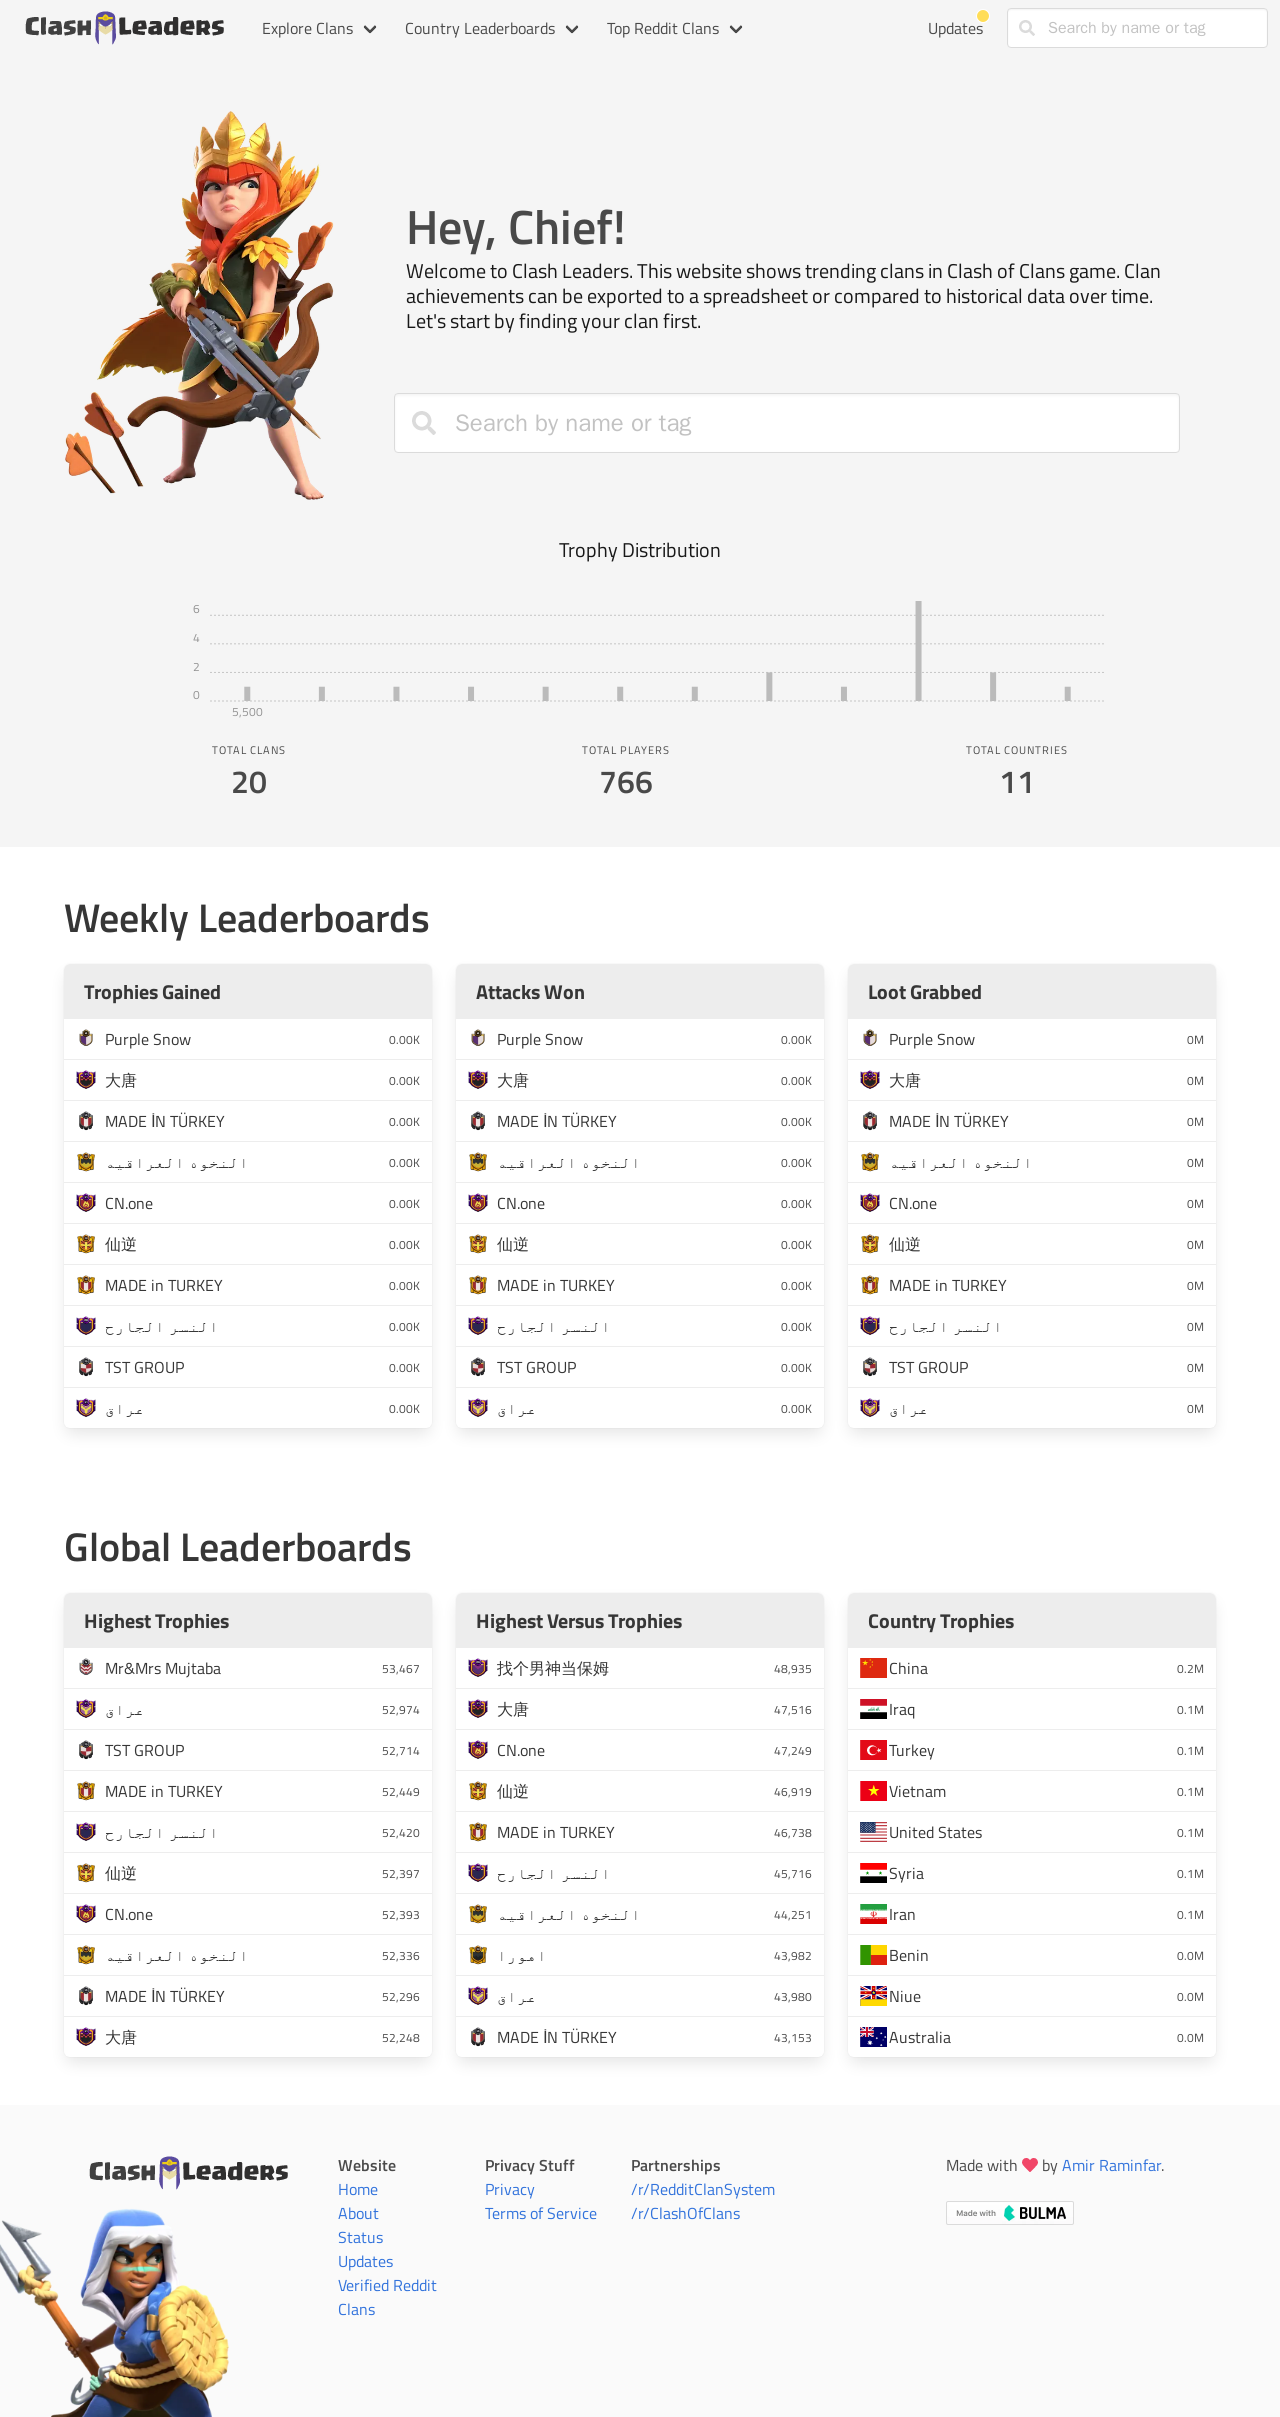 Clash Leaders
Explore Clans
Country Leaderboards
Top Reddit Clans
Updates
Search by name or tag
Hey, Chief!
Welcome to Clash Leaders. This website shows trending clans in Clash of Clans game. Clan
achievements can be exported to a spreadsheet or compared to historical data over time.
Let's start by finding your clan first.
Search by name or tag
Trophy Distribution
6
4
2
0
5,500
TOTAL CLANS
20
TOTAL PLAYERS
766
TOTAL COUNTRIES
11
Weekly Leaderboards
Trophies Gained
Purple Snow 0.00K
大唐 0.00K
MADE İN TÜRKEY 0.00K
النخوه العراقيه 0.00K
CN.one 0.00K
仙逆 0.00K
MADE in TURKEY 0.00K
النسر الجارح 0.00K
TST GROUP 0.00K
عراق 0.00K
Attacks Won
Purple Snow 0.00K
大唐 0.00K
MADE İN TÜRKEY 0.00K
النخوه العراقيه 0.00K
CN.one 0.00K
仙逆 0.00K
MADE in TURKEY 0.00K
النسر الجارح 0.00K
TST GROUP 0.00K
عراق 0.00K
Loot Grabbed
Purple Snow 0M
大唐 0M
MADE İN TÜRKEY 0M
النخوه العراقيه 0M
CN.one 0M
仙逆 0M
MADE in TURKEY 0M
النسر الجارح 0M
TST GROUP 0M
عراق 0M
Global Leaderboards
Highest Trophies
Mr&Mrs Mujtaba 53,467
عراق 52,974
TST GROUP 52,714
MADE in TURKEY 52,449
النسر الجارح 52,420
仙逆 52,397
CN.one 52,393
النخوه العراقيه 52,336
MADE İN TÜRKEY 52,296
大唐 52,248
Highest Versus Trophies
找个男神当保姆 48,935
大唐 47,516
CN.one 47,249
仙逆 46,919
MADE in TURKEY 46,738
النسر الجارح 45,716
النخوه العراقيه 44,251
اهورا 43,982
عراق 43,980
MADE İN TÜRKEY 43,153
Country Trophies
China 0.2M
Iraq 0.1M
Turkey 0.1M
Vietnam 0.1M
United States 0.1M
Syria 0.1M
Iran 0.1M
Benin 0.0M
Niue 0.0M
Australia 0.0M
Clash Leaders
Website
Home
About
Status
Updates
Verified Reddit
Clans
Privacy Stuff
Privacy
Terms of Service
Partnerships
/r/RedditClanSystem
/r/ClashOfClans
Made with by Amir Raminfar.
Made with BULMA